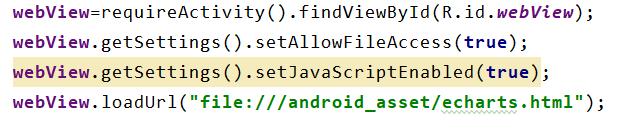 webView=requireActivity().findViewById(R.id.webView);
webView.getSettings().setAllowFileAccess(true);
webView.getSettings().setJavaScriptEnabled(true);
webView.loadUrl("file:///android_asset/echarts.html");